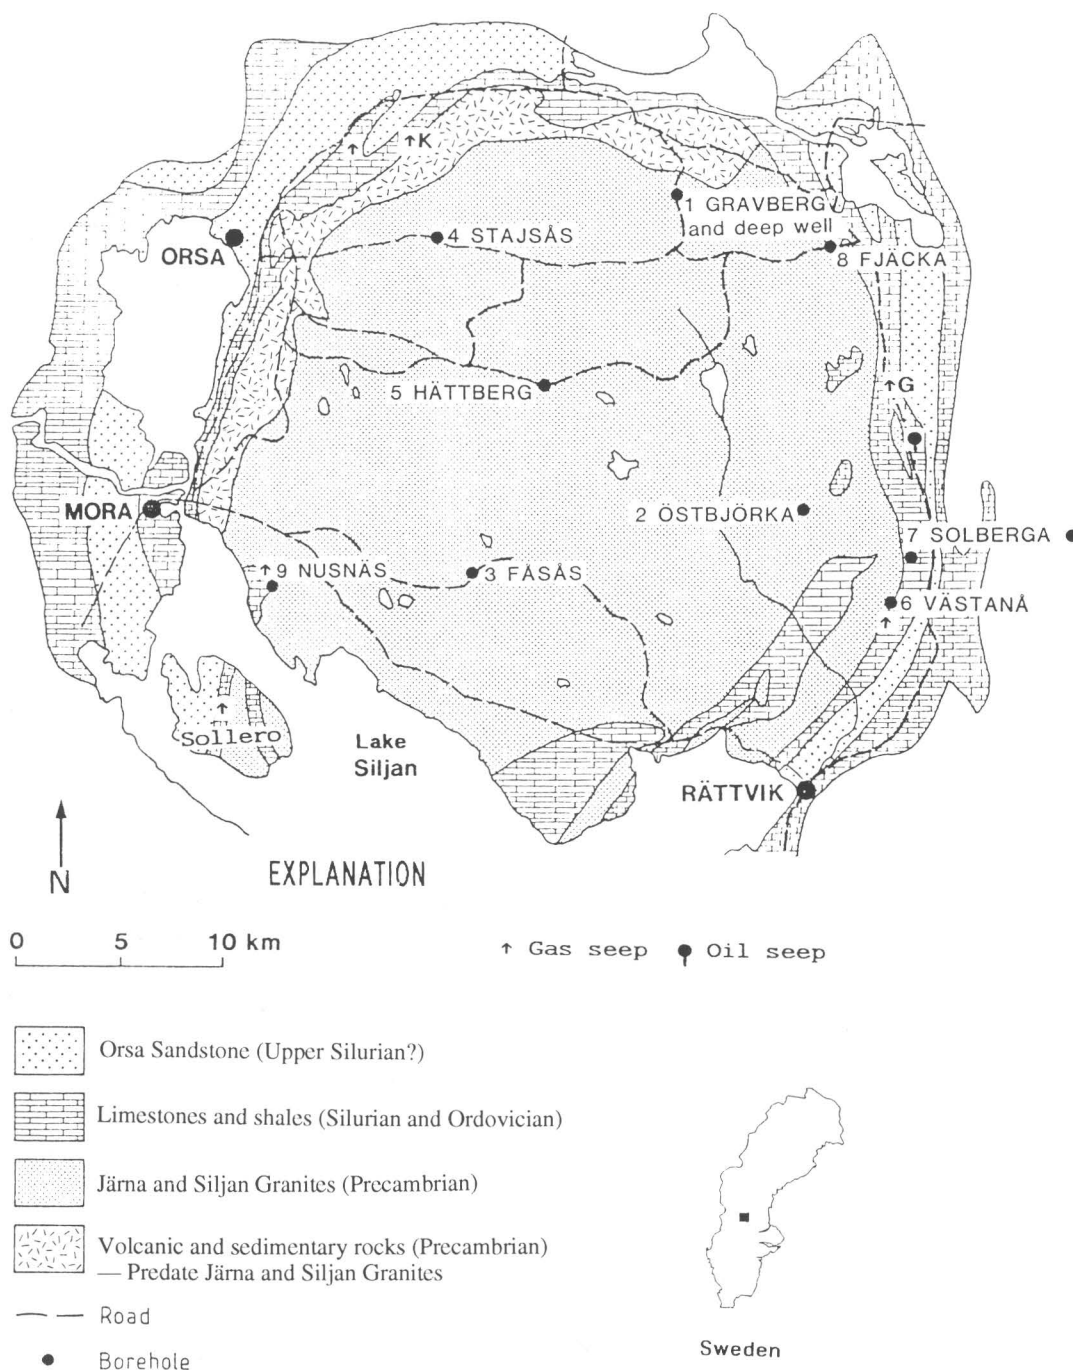 K
1 GRAVBERG
and deep well
4 STAJSÅS
ORSA
8 FJÄCKA
G
5 HÄTTBERG
MORA
2 ÖSTBJÖRKA
7 SOLBERGA
9 NUSNÄS
3 FÅSÅS
6 VÄSTANÅ
Sollero
Lake
Siljan
RÄTTVIK
N
EXPLANATION
0 5 10 km
↑ Gas seep
Oil seep
Orsa Sandstone (Upper Silurian?)
Limestones and shales (Silurian and Ordovician)
Järna and Siljan Granites (Precambrian)
Volcanic and sedimentary rocks (Precambrian)
— Predate Järna and Siljan Granites
Road
Borehole
Sweden